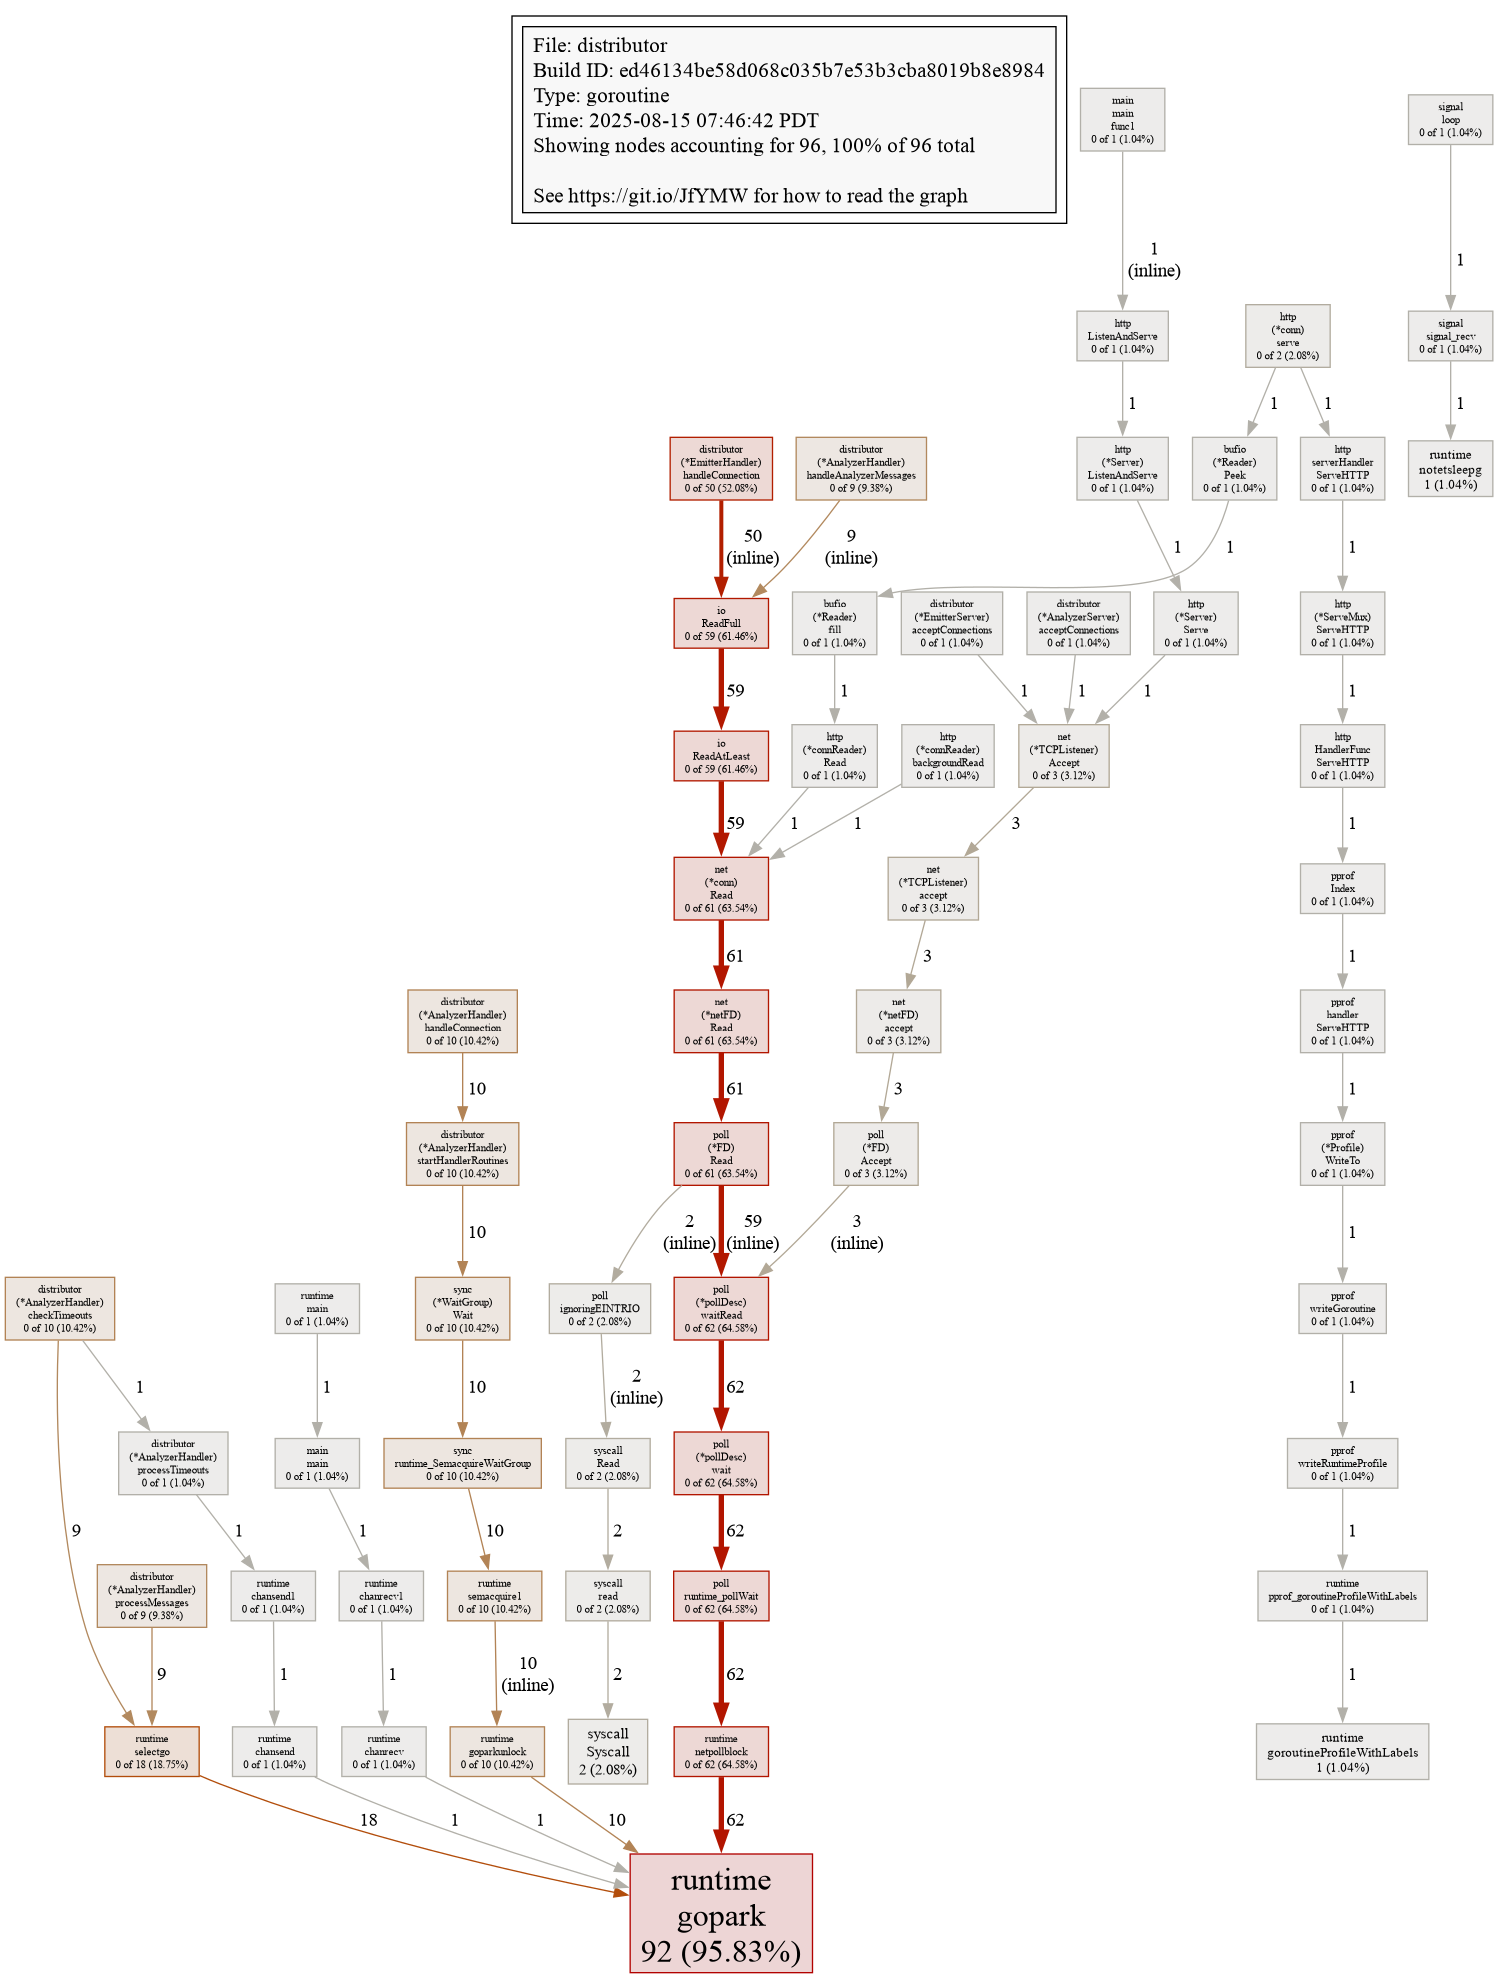 File: distributor
Build ID: ed46134be58d068c035b7e53b3cba8019b8e8984
Type: goroutine
Time: 2025-08-15 07:46:42 PDT
Showing nodes accounting for 96, 100% of 96 total
See https://git.io/JfYMW for how to read the graph
main
main
func1
0 of 1 (1.04%)
signal
loop
0 of 1 (1.04%)
1
(inline)
1
http
ListenAndServe
0 of 1 (1.04%)
http
(*conn)
serve
0 of 2 (2.08%)
signal
signal_recv
0 of 1 (1.04%)
1
1
1
1
distributor
(*EmitterHandler)
handleConnection
0 of 50 (52.08%)
distributor
(*AnalyzerHandler)
handleAnalyzerMessages
0 of 9 (9.38%)
http
(*Server)
ListenAndServe
0 of 1 (1.04%)
bufio
(*Reader)
Peek
0 of 1 (1.04%)
http
serverHandler
ServeHTTP
0 of 1 (1.04%)
runtime
notetsleepg
1 (1.04%)
50
(inline)
9
(inline)
1
1
1
io
ReadFull
0 of 59 (61.46%)
bufio
(*Reader)
fill
0 of 1 (1.04%)
distributor
(*EmitterServer)
acceptConnections
0 of 1 (1.04%)
distributor
(*AnalyzerServer)
acceptConnections
0 of 1 (1.04%)
http
(*Server)
Serve
0 of 1 (1.04%)
http
(*ServeMux)
ServeHTTP
0 of 1 (1.04%)
59
1
1
1
1
1
io
ReadAtLeast
0 of 59 (61.46%)
http
(*connReader)
Read
0 of 1 (1.04%)
http
(*connReader)
backgroundRead
0 of 1 (1.04%)
net
(*TCPListener)
Accept
0 of 3 (3.12%)
http
HandlerFunc
ServeHTTP
0 of 1 (1.04%)
59
1
1
3
1
net
(*conn)
Read
0 of 61 (63.54%)
net
(*TCPListener)
accept
0 of 3 (3.12%)
pprof
Index
0 of 1 (1.04%)
61
3
1
distributor
(*AnalyzerHandler)
handleConnection
0 of 10 (10.42%)
net
(*netFD)
Read
0 of 61 (63.54%)
net
(*netFD)
accept
0 of 3 (3.12%)
pprof
handler
ServeHTTP
0 of 1 (1.04%)
10
61
3
1
distributor
(*AnalyzerHandler)
startHandlerRoutines
0 of 10 (10.42%)
poll
(*FD)
Read
0 of 61 (63.54%)
poll
(*FD)
Accept
0 of 3 (3.12%)
pprof
(*Profile)
WriteTo
0 of 1 (1.04%)
10
2
(inline)
59
(inline)
3
(inline)
1
distributor
(*AnalyzerHandler)
checkTimeouts
0 of 10 (10.42%)
runtime
main
0 of 1 (1.04%)
sync
(*WaitGroup)
Wait
0 of 10 (10.42%)
poll
ignoringEINTRIO
0 of 2 (2.08%)
poll
(*pollDesc)
waitRead
0 of 62 (64.58%)
pprof
writeGoroutine
0 of 1 (1.04%)
1
1
10
2
(inline)
62
1
distributor
(*AnalyzerHandler)
processTimeouts
0 of 1 (1.04%)
main
main
0 of 1 (1.04%)
sync
runtime_SemacquireWaitGroup
0 of 10 (10.42%)
syscall
Read
0 of 2 (2.08%)
poll
(*pollDesc)
wait
0 of 62 (64.58%)
pprof
writeRuntimeProfile
0 of 1 (1.04%)
9
1
1
10
2
62
1
distributor
(*AnalyzerHandler)
processMessages
0 of 9 (9.38%)
runtime
chansend1
0 of 1 (1.04%)
runtime
chanrecv1
0 of 1 (1.04%)
runtime
semacquire1
0 of 10 (10.42%)
syscall
read
0 of 2 (2.08%)
poll
runtime_pollWait
0 of 62 (64.58%)
runtime
pprof_goroutineProfileWithLabels
0 of 1 (1.04%)
9
1
1
10
(inline)
2
62
1
runtime
selectgo
0 of 18 (18.75%)
runtime
chansend
0 of 1 (1.04%)
runtime
chanrecv
0 of 1 (1.04%)
runtime
goparkunlock
0 of 10 (10.42%)
syscall
Syscall
2 (2.08%)
runtime
netpollblock
0 of 62 (64.58%)
runtime
goroutineProfileWithLabels
1 (1.04%)
18
1
1
10
62
runtime
gopark
92 (95.83%)